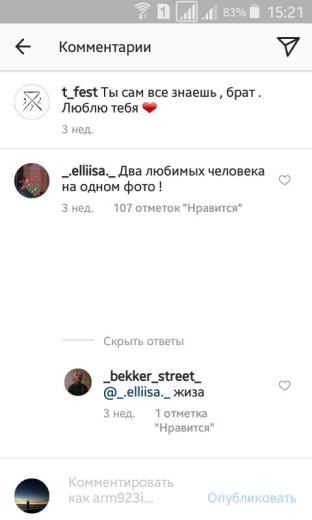 83% 15:21
Комментарии
t_fest Ты сам все знаешь , брат .
Люблю тебя ❤
3 нед.
_.elliisa._ Два любимых человека
на одном фото !
3 нед. 107 отметок "Нравится"
Скрыть ответы
_bekker_street_
@_.elliisa._ жиза
3 нед. 1 отметка
"Нравится"
Комментировать
как arm923i...
Опубликовать